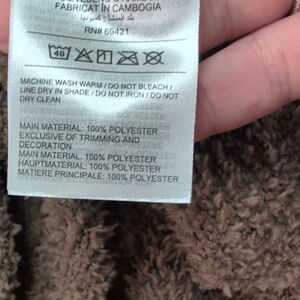 FABRICAT IN CAMBOGIA
RN# 69421
40
MACHINE WASH WARM / DO NOT BLEACH /
LINE DRY IN SHADE / DO NOT IRON / DO NOT
DRY CLEAN
MAIN MATERIAL: 100% POLYESTER
EXCLUSIVE OF TRIMMING AND
DECORATION
MAIN MATERIAL: 100% POLYESTER
HAUPTMATERIAL: 100% POLYESTER
MATIERE PRINCIPALE: 100% POLYESTER